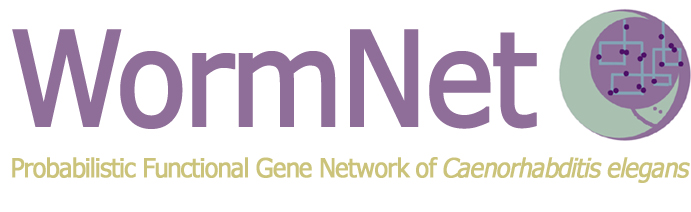 WormNet
Probabilistic Functional Gene Network of Caenorhabditis elegans